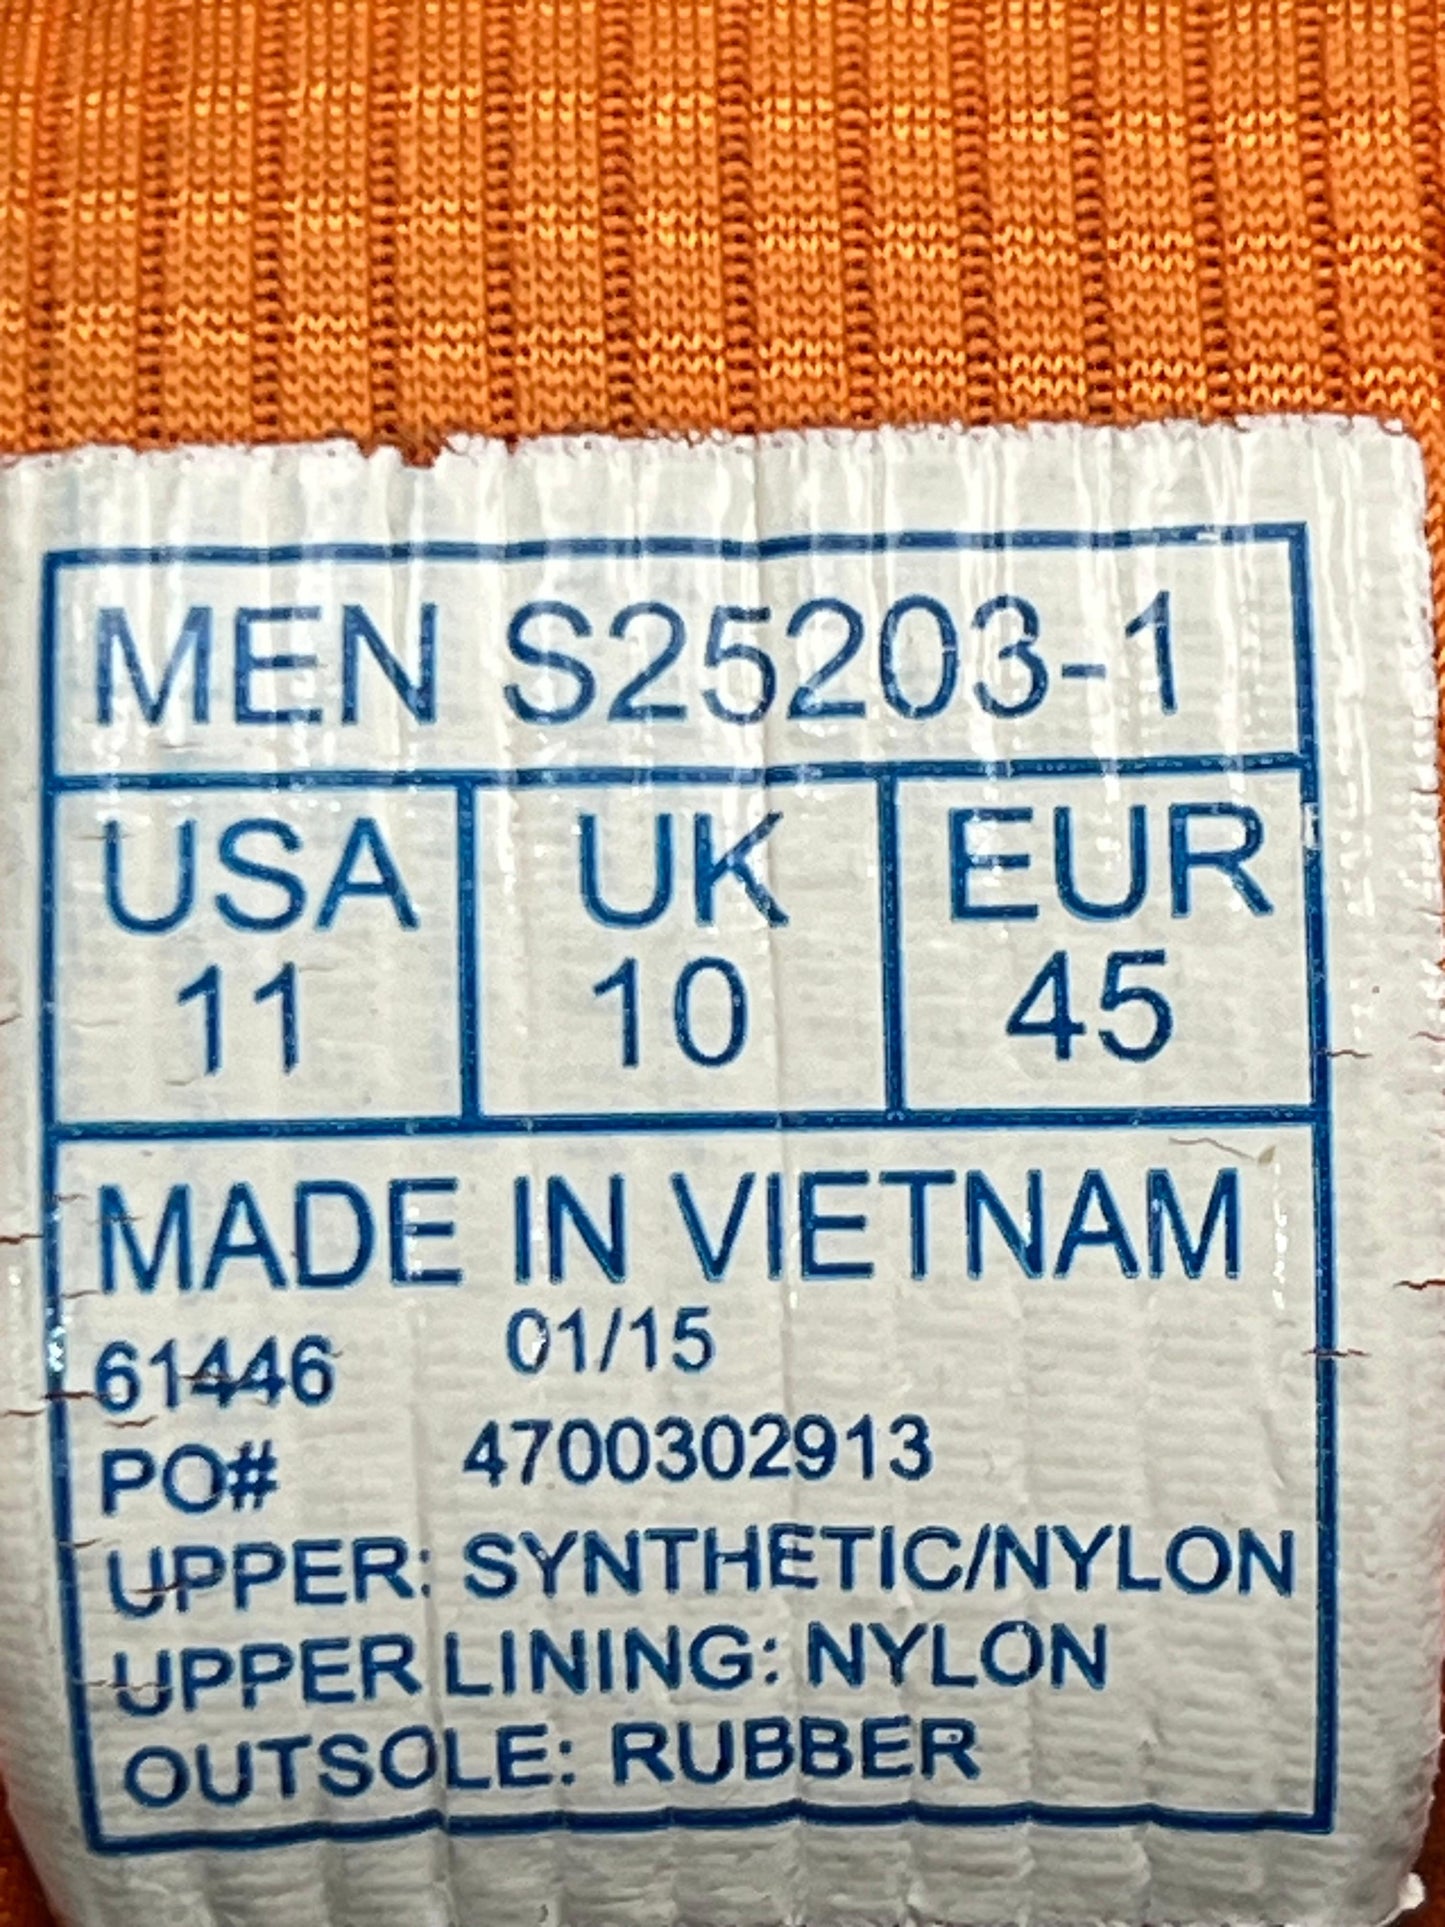 MEN S25203-1
USA UK EUR
11 10 45
MADE IN VIETNAM
61446 01/15
PO# 4700302913
UPPER: SYNTHETIC/NYLON
UPPER LINING: NYLON
OUTSOLE: RUBBER